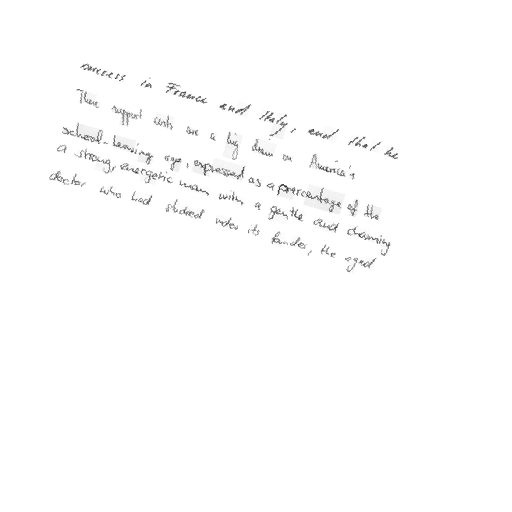 success in France and Italy, and that he
These support costs are a big drain on America's
school-leaving age, expressed as a percentage of the
a strong, energetic man with a gentle and charming
doctor who had studied under its founder, the aged